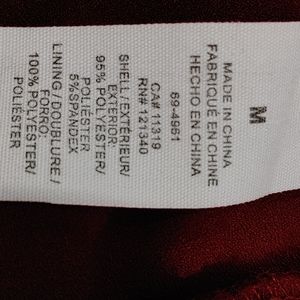 M
MADE IN CHINA
FABRIQUÉ EN CHINE
HECHO EN CHINA
69-4961
CA# 11319
RN# 121340
SHELL/EXTÉRIEUR/
EXTERIOR:
95% POLYESTER/
POLIÉSTER
5%SPANDEX
LINING / DOUBLURE /
FORRO:
100% POLYESTER/
POLIÉSTER